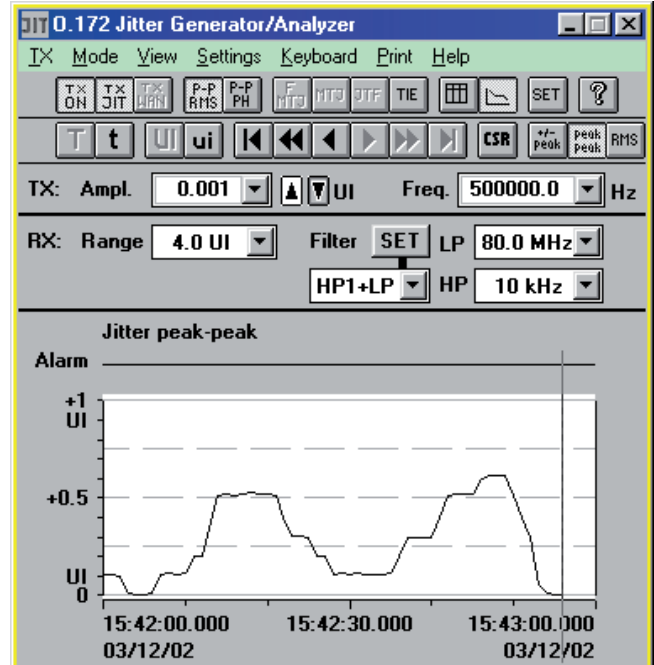 JIT O.172 Jitter Generator/Analyzer
TX Mode View Settings Keyboard Print Help
TX ON TX JIT TX WAN P-P RMS P-P PH F MTJ MTJ JTF TIE SET ?
T t UI ui CSR +/- peak peak peak RMS
TX: Ampl. 0.001 UI Freq. 500000.0 Hz
RX: Range 4.0 UI Filter SET LP 80.0 MHz
HP1+LP HP 10 kHz
Jitter peak-peak
Alarm
+1
UI
+0.5
UI
0
15:42:00.000 15:42:30.000 15:43:00.000
03/12/02 03/12/02